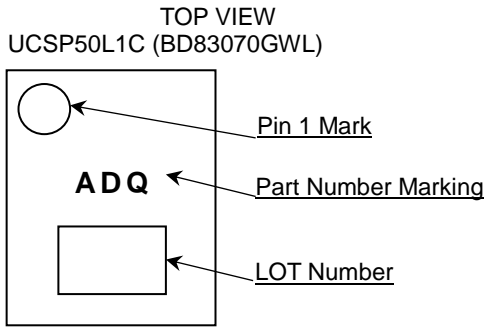 TOP VIEW
UCSP50L1C (BD83070GWL)
Pin 1 Mark
ADQ
Part Number Marking
LOT Number